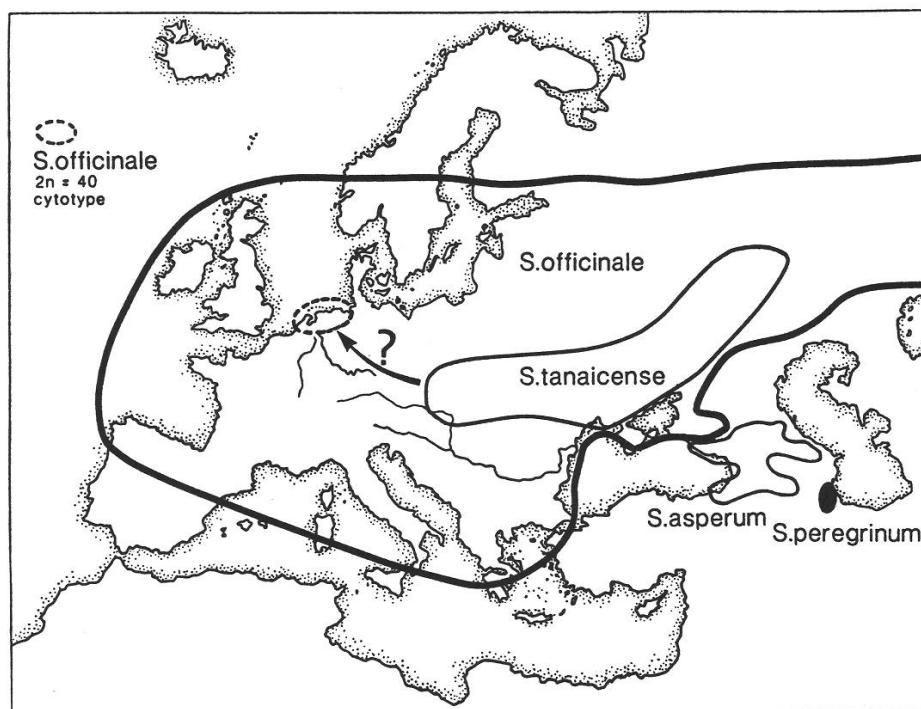 S.officinale
2n = 40
cytotype
S.officinale
?
S.tanaicense
S.asperum
S.peregrinum